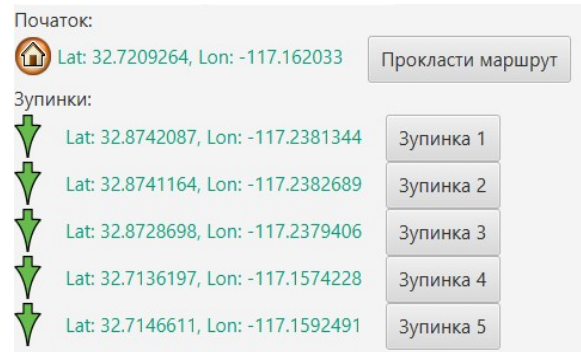 Початок:
Lat: 32.7209264, Lon: -117.162033 Прокласти маршрут
Зупинки:
Lat: 32.8742087, Lon: -117.2381344 Зупинка 1
Lat: 32.8741164, Lon: -117.2382689 Зупинка 2
Lat: 32.8728698, Lon: -117.2379406 Зупинка 3
Lat: 32.7136197, Lon: -117.1574228 Зупинка 4
Lat: 32.7146611, Lon: -117.1592491 Зупинка 5